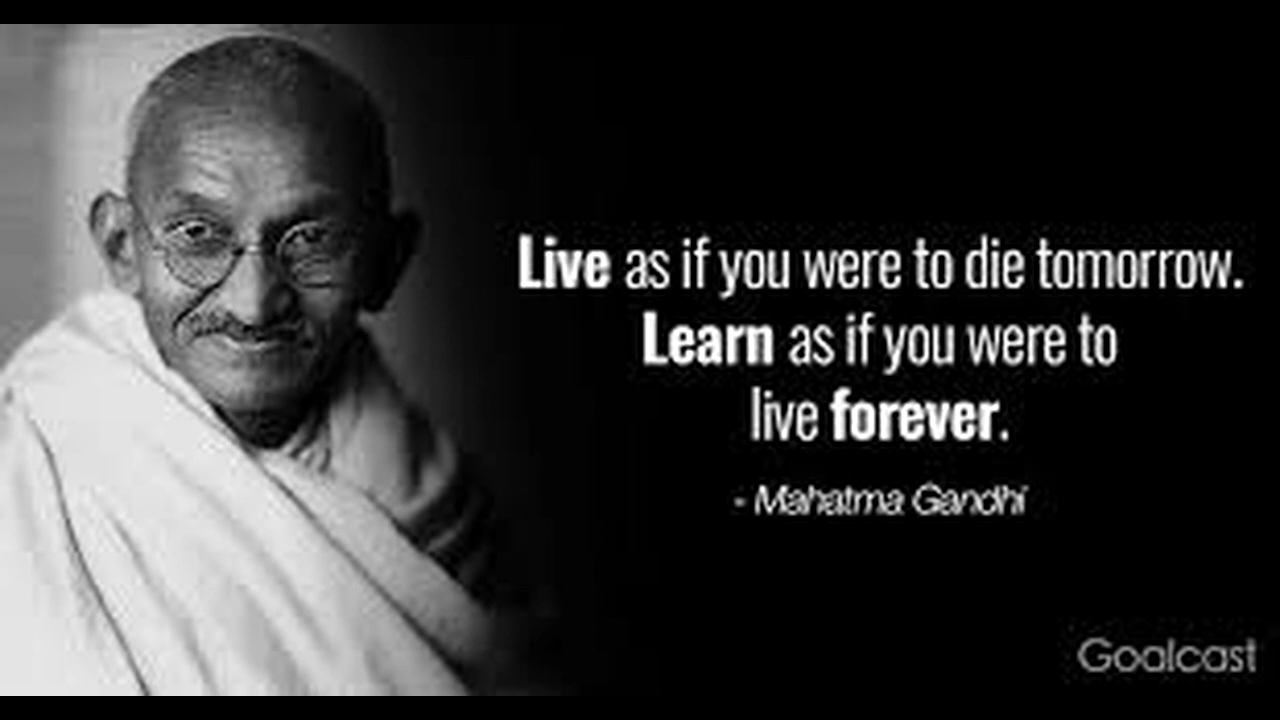 Live as if you were to die tomorrow.
Learn as if you were to
live forever.
- Mahatma Gandhi
Goalcast